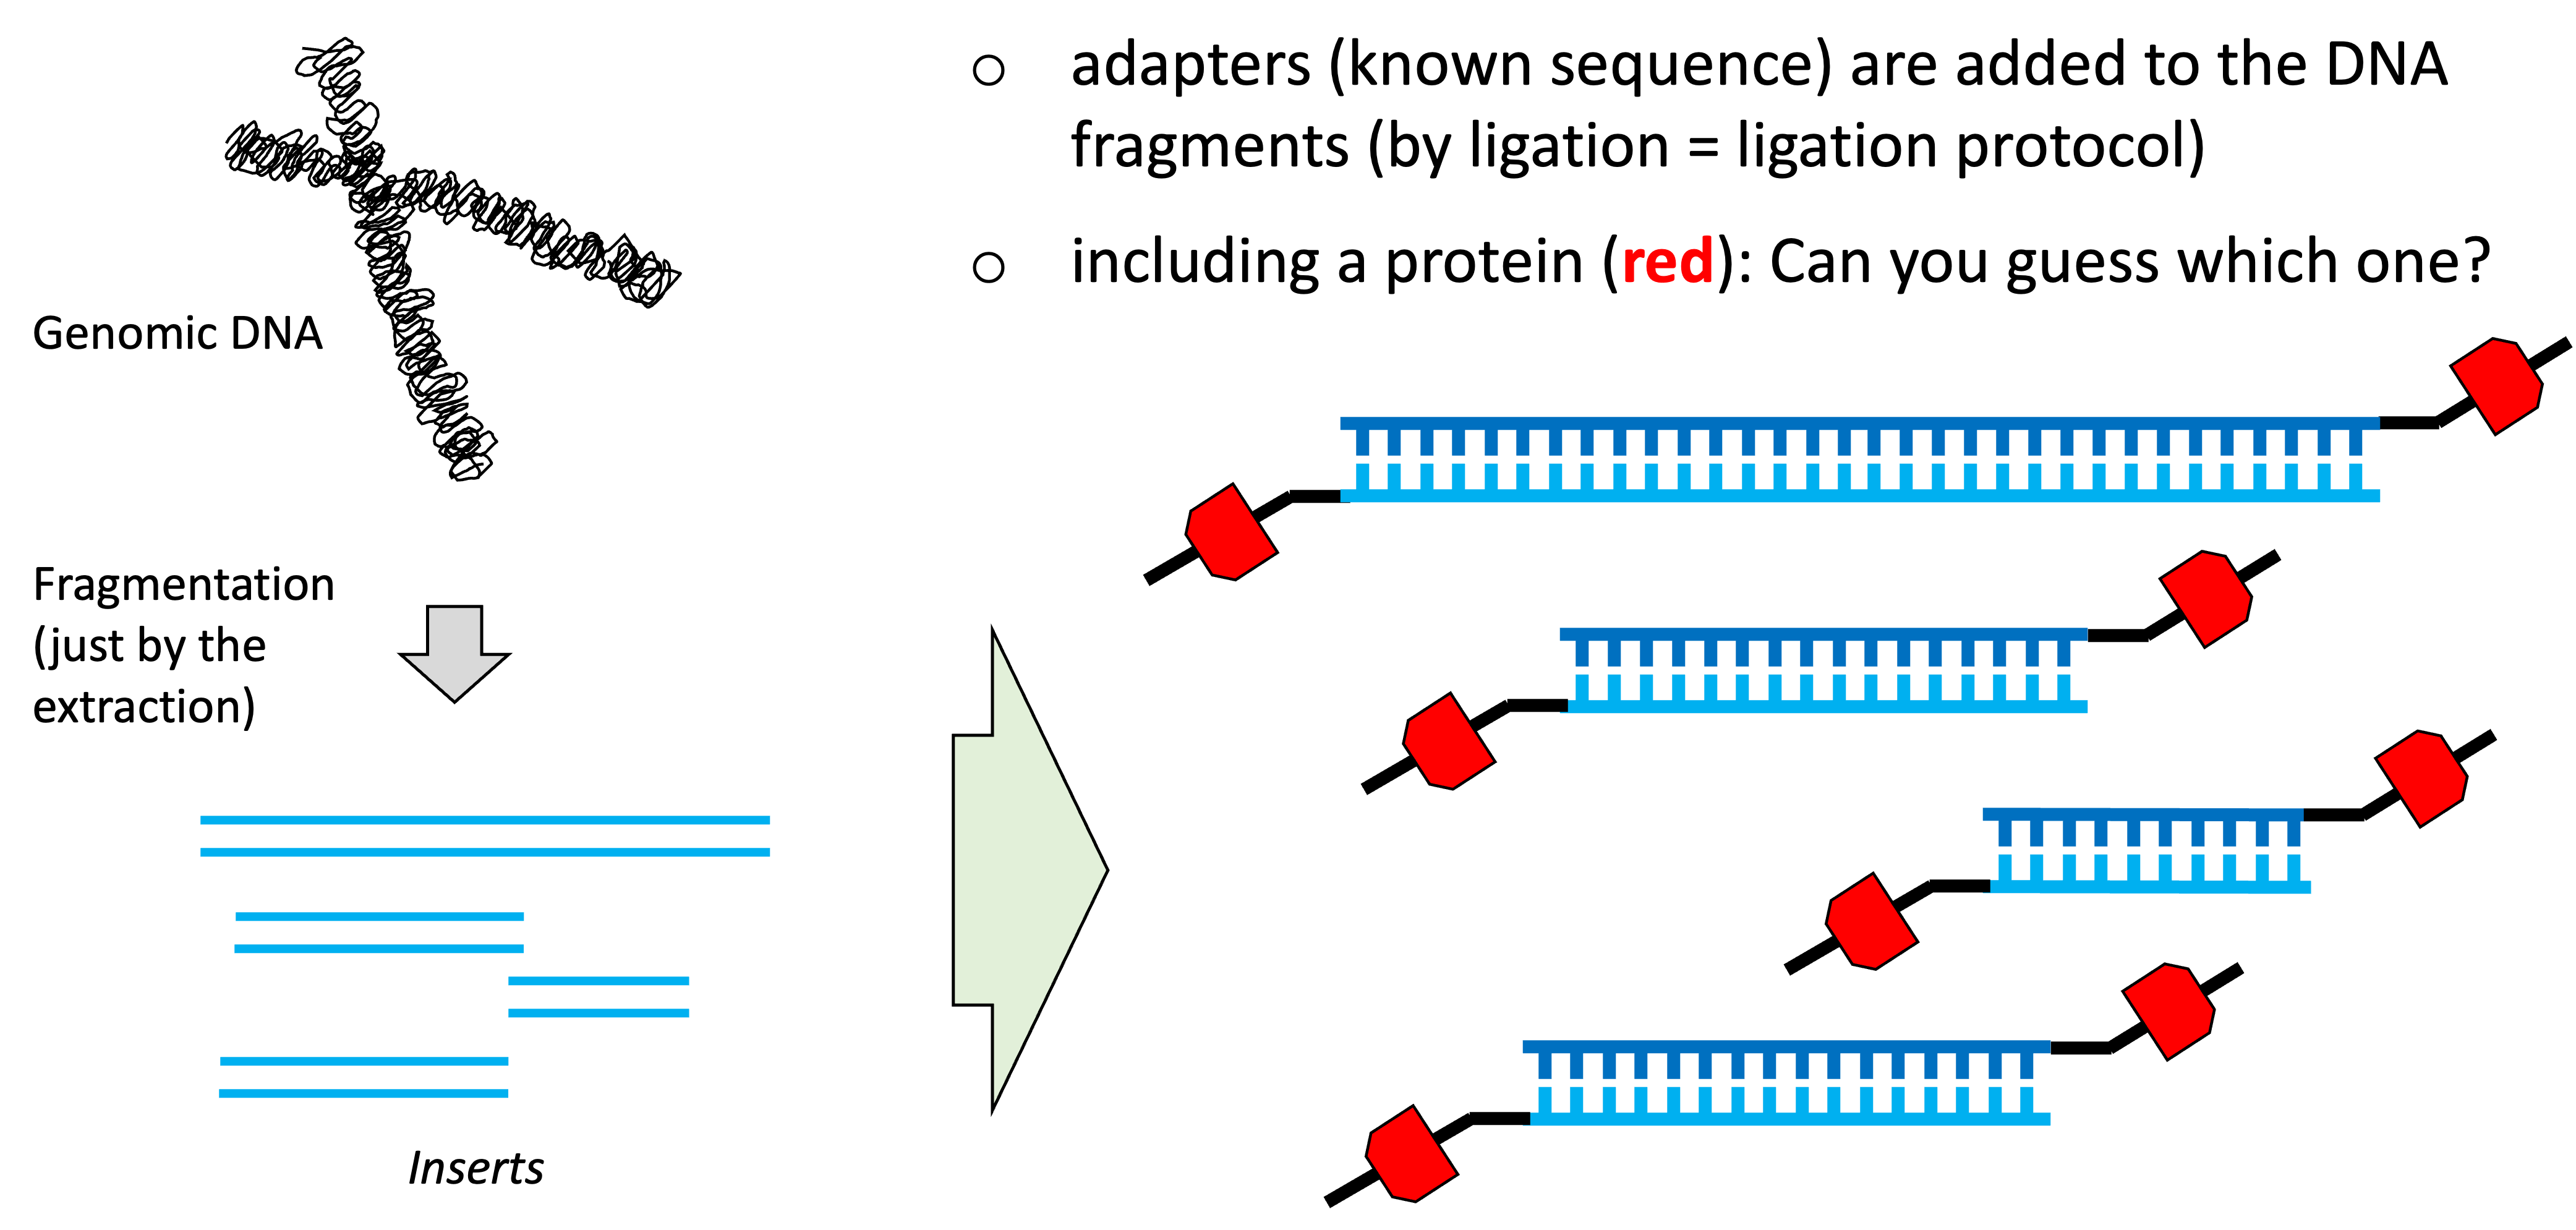 ○ adapters (known sequence) are added to the DNA
fragments (by ligation = ligation protocol)
○ including a protein (red): Can you guess which one?
Genomic DNA
Fragmentation
(just by the
extraction)
Inserts